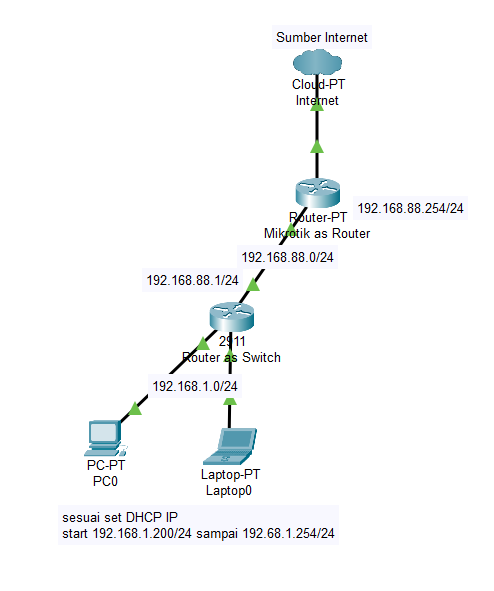 Sumber Internet
Cloud-PT
Internet
192.168.88.254/24
Router-PT
Mikrotik as Router
192.168.88.0/24
192.168.88.1/24
2911
Router as Switch
192.168.1.0/24
PC-PT
PC0
Laptop-PT
Laptop0
sesuai set DHCP IP
start 192.168.1.200/24 sampai 192.68.1.254/24